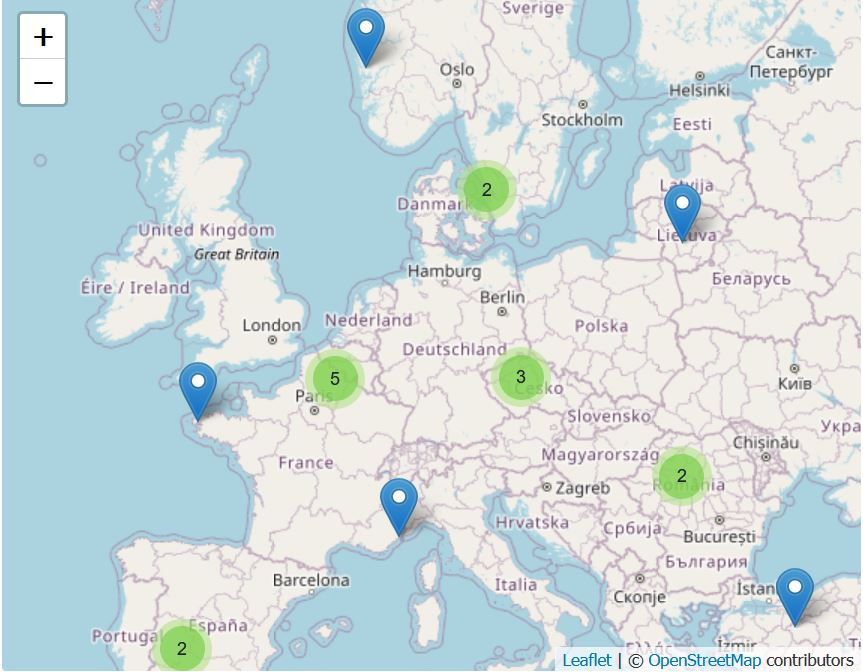 +
−
Sverige
Oslo
Санкт-
Петербург
Helsinki
Stockholm
Eesti
2
Danmark
Latvija
Lietuva
United Kingdom
Great Britain
Éire / Ireland
Hamburg
Беларусь
Berlin
London
Nederland
Polska
Deutschland
5
3
Česko
Київ
Paris
Slovensko
Укра
Chișinău
Magyarország
France
2
România
Zagreb
Hrvatska
Србија
București
България
Barcelona
Italia
Скопје
İstan
España
Portugal
2
İzmir
Leaflet | © OpenStreetMap contributors